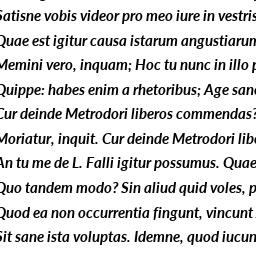 Satisne vobis videor pro meo iure in vestris
Quae est igitur causa istarum angustiarum
Memini vero, inquam; Hoc tu nunc in illo p
Quippe: habes enim a rhetoribus; Age sane
Cur deinde Metrodori liberos commendas?
Moriatur, inquit. Cur deinde Metrodori libe
An tu me de L. Falli igitur possumus. Quae
Quo tandem modo? Sin aliud quid voles, p
Quod ea non occurrentia fingunt, vincunt
Sit sane ista voluptas. Idemne, quod iucun